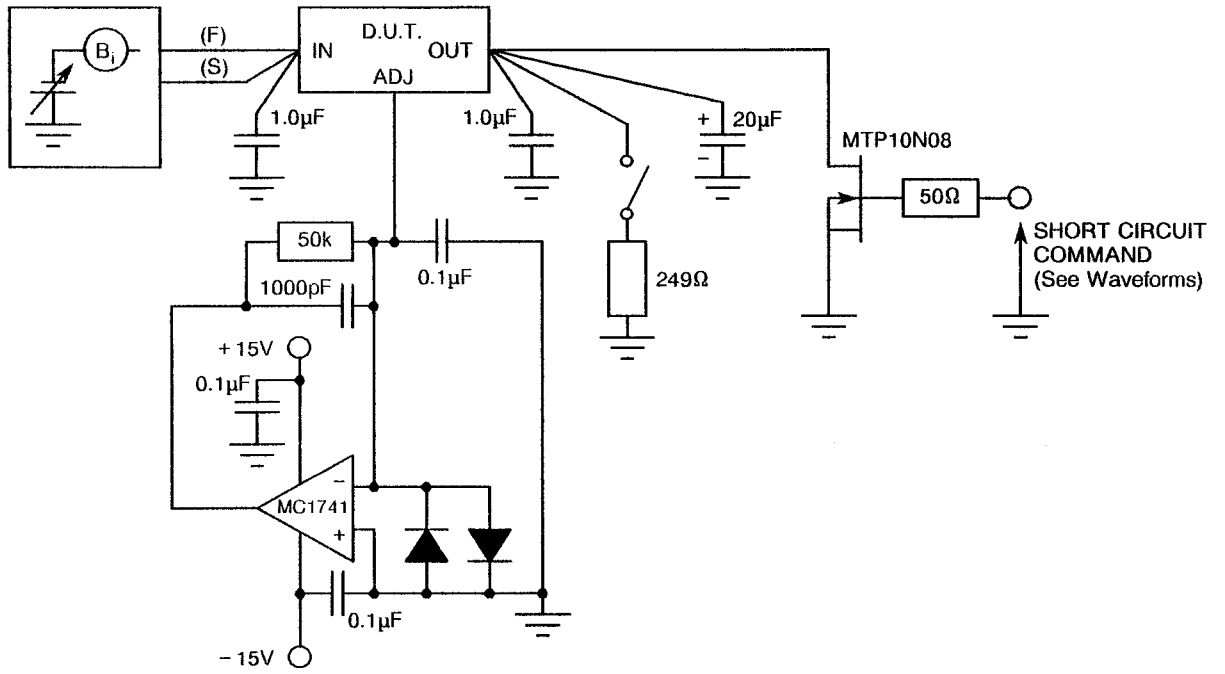 (F)
(S)
Bi
D.U.T.
IN
OUT
ADJ
1.0µF
1.0µF
+
20µF
−
MTP10N08
50Ω
SHORT CIRCUIT
COMMAND
(See Waveforms)
50k
0.1µF
249Ω
1000pF
+15V
0.1µF
−
MC1741
+
0.1µF
−15V